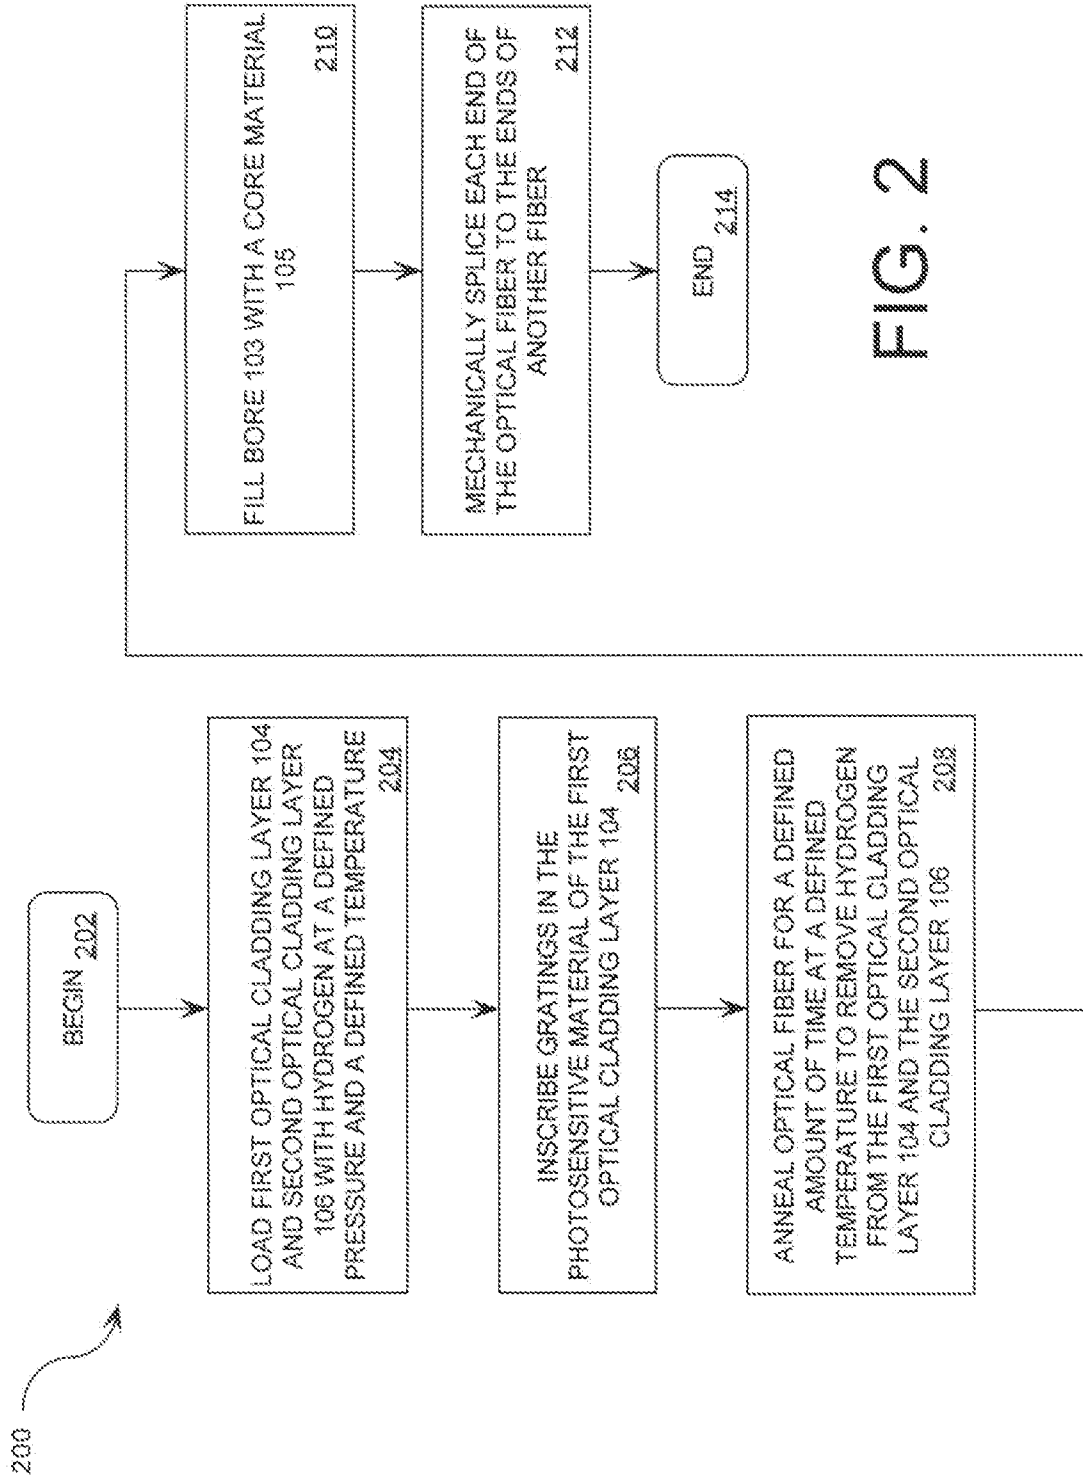 200
BEGIN
202
LOAD FIRST OPTICAL CLADDING LAYER 104
AND SECOND OPTICAL CLADDING LAYER
106 WITH HYDROGEN AT A DEFINED
PRESSURE AND A DEFINED TEMPERATURE
204
INSCRIBE GRATINGS IN THE
PHOTOSENSITIVE MATERIAL OF THE FIRST
OPTICAL CLADDING LAYER 104
206
ANNEAL OPTICAL FIBER FOR A DEFINED
AMOUNT OF TIME AT A DEFINED
TEMPERATURE TO REMOVE HYDROGEN
FROM THE FIRST OPTICAL CLADDING
LAYER 104 AND THE SECOND OPTICAL
CLADDING LAYER 106
208
FILL BORE 103 WITH A CORE MATERIAL
105
210
MECHANICALLY SPLICE EACH END OF
THE OPTICAL FIBER TO THE ENDS OF
ANOTHER FIBER
212
END
214
FIG. 2